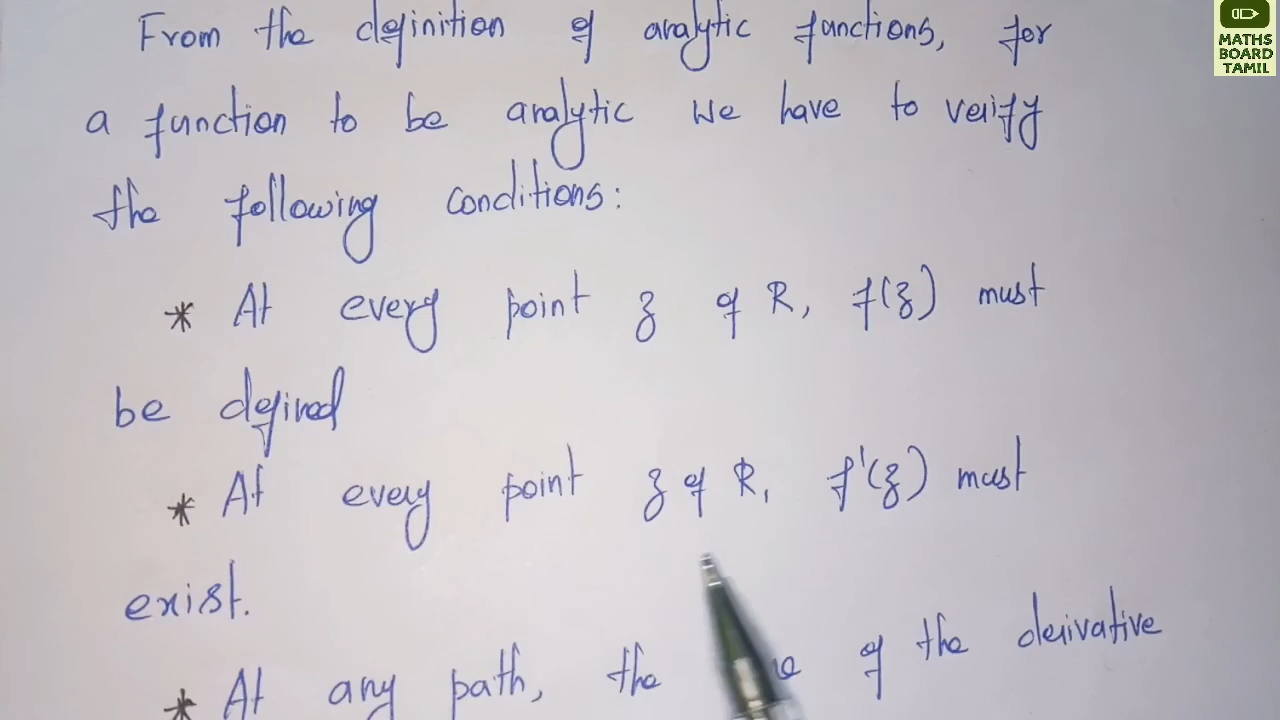 From the definition of analytic functions, for
a function to be analytic we have to verify
the following conditions:
* At every point z of R, f(z) must
be defined
* At every point z of R, f'(z) must
exist.
* At any path, the of the derivative
MATHS
BOARD
TAMIL